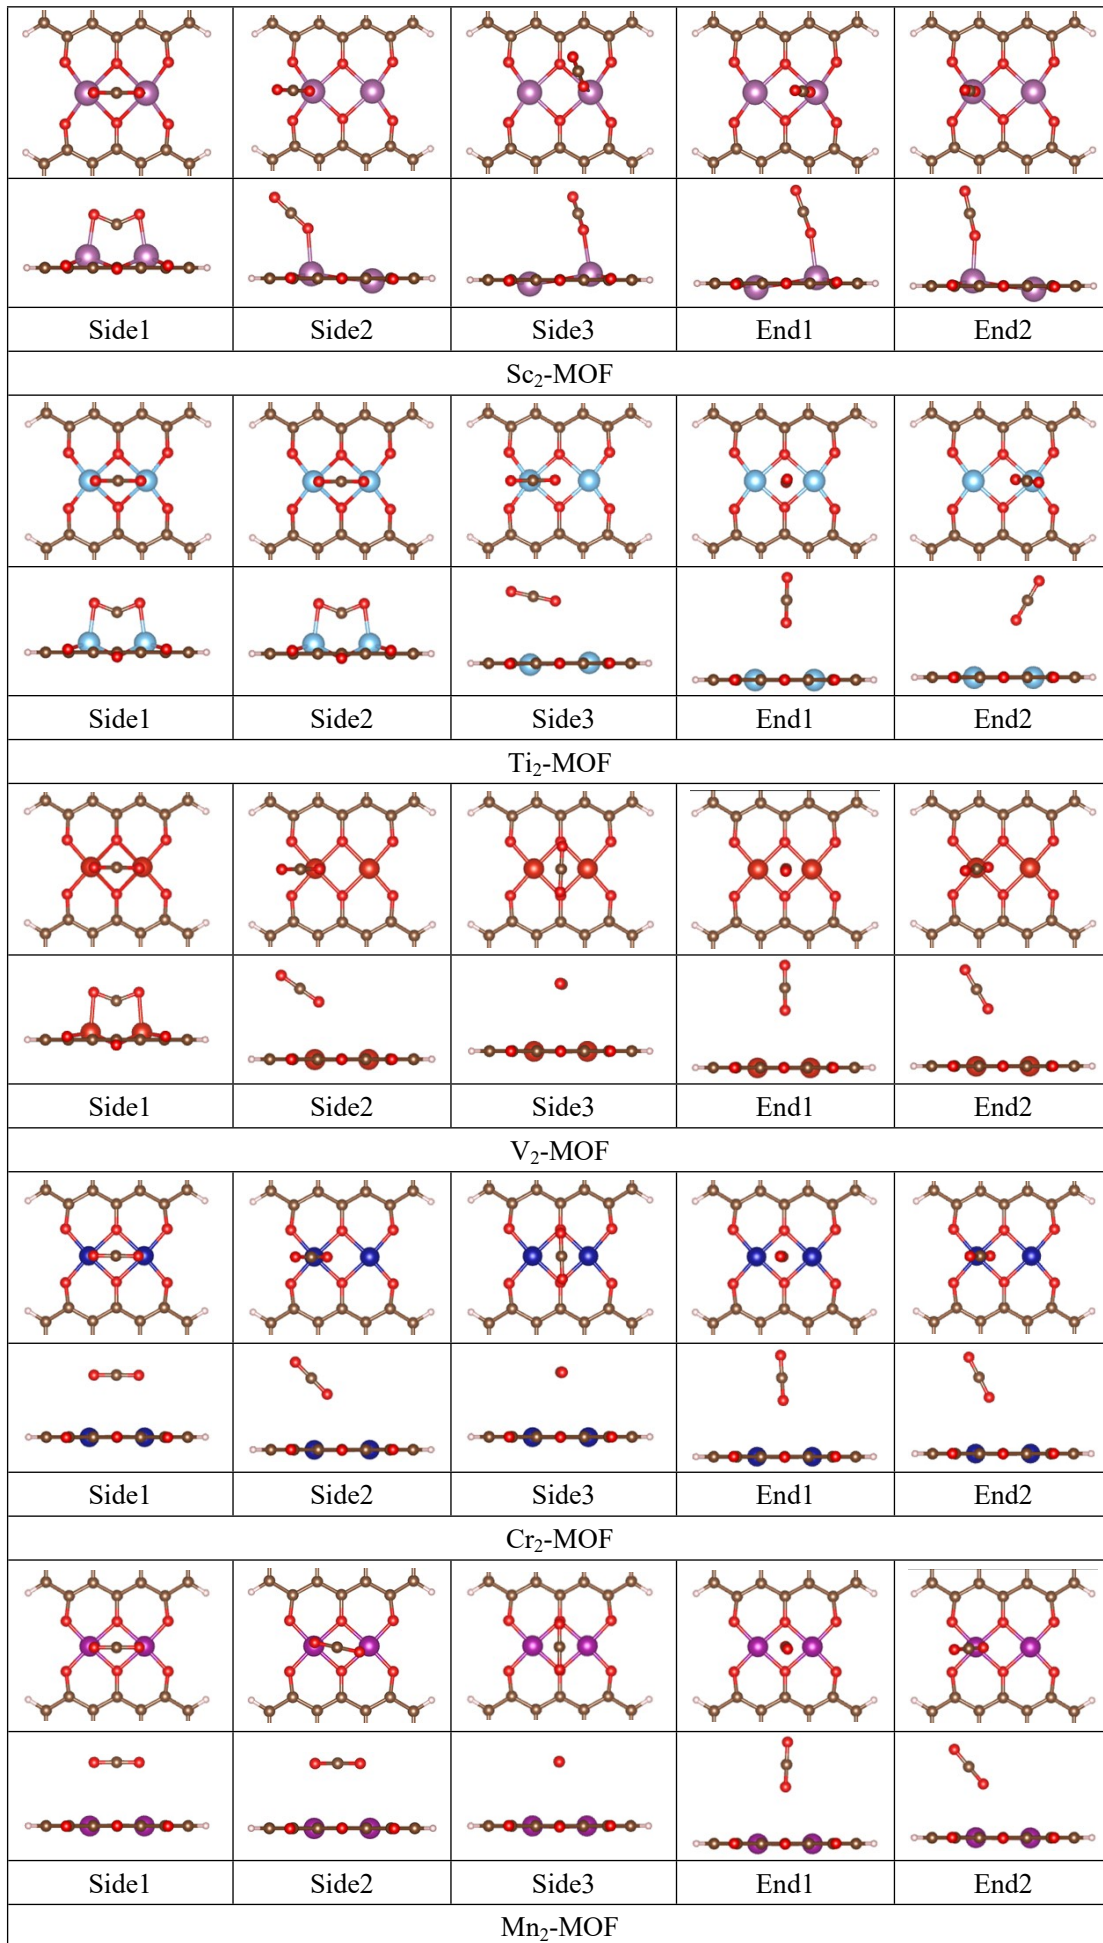 Side1 Side2 Side3 End1 End2
Sc₂-MOF
Side1 Side2 Side3 End1 End2
Ti₂-MOF
Side1 Side2 Side3 End1 End2
V₂-MOF
Side1 Side2 Side3 End1 End2
Cr₂-MOF
Side1 Side2 Side3 End1 End2
Mn₂-MOF